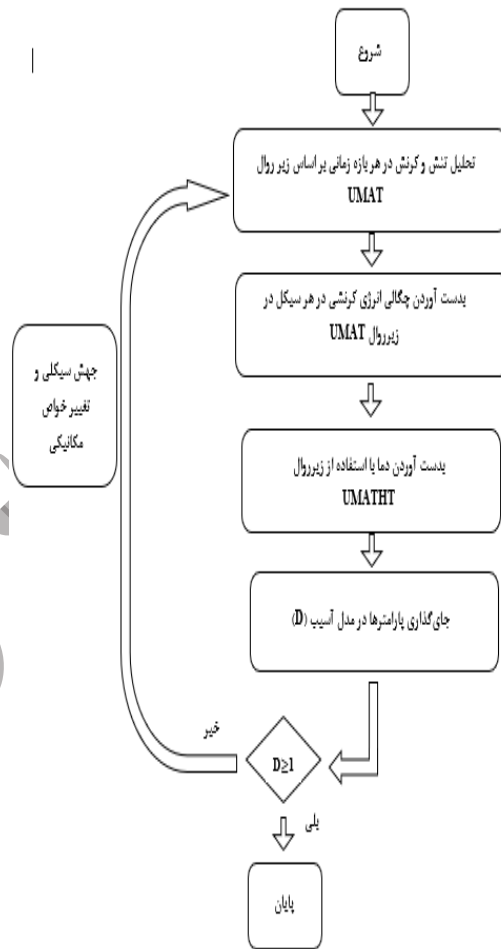 شروع
تحلیل تنش و کرنش در هر بازه زمانی بر اساس زیر روال
UMAT
بدست آوردن چگالی انرژی کرنشی در هر سیکل در
زیرروال UMAT
بدست آوردن دما با استفاده از زیرروال
UMATHT
جای‌گذاری پارامترها در مدل آسیب (D)
D≥1
خیر
بلی
پایان
جهش سیکلی و
تغییر خواص
مکانیکی